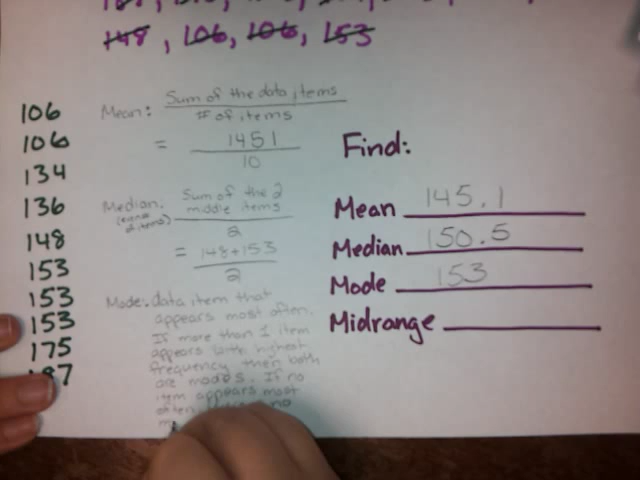 148, 106, 106, 153
106
106
134
136
148
153
153
153
175
187
Mean: Sum of the data items
# of items
= 1451
10
Median: Sum of the 2
middle items
2
= 148+153
2
Mode: data item that
appears most often.
If more than 1 item
appears with highest
frequency then both
are modes. If no
item appears most
often
no
m
Find:
Mean 145.1
Median 150.5
Mode 153
Midrange